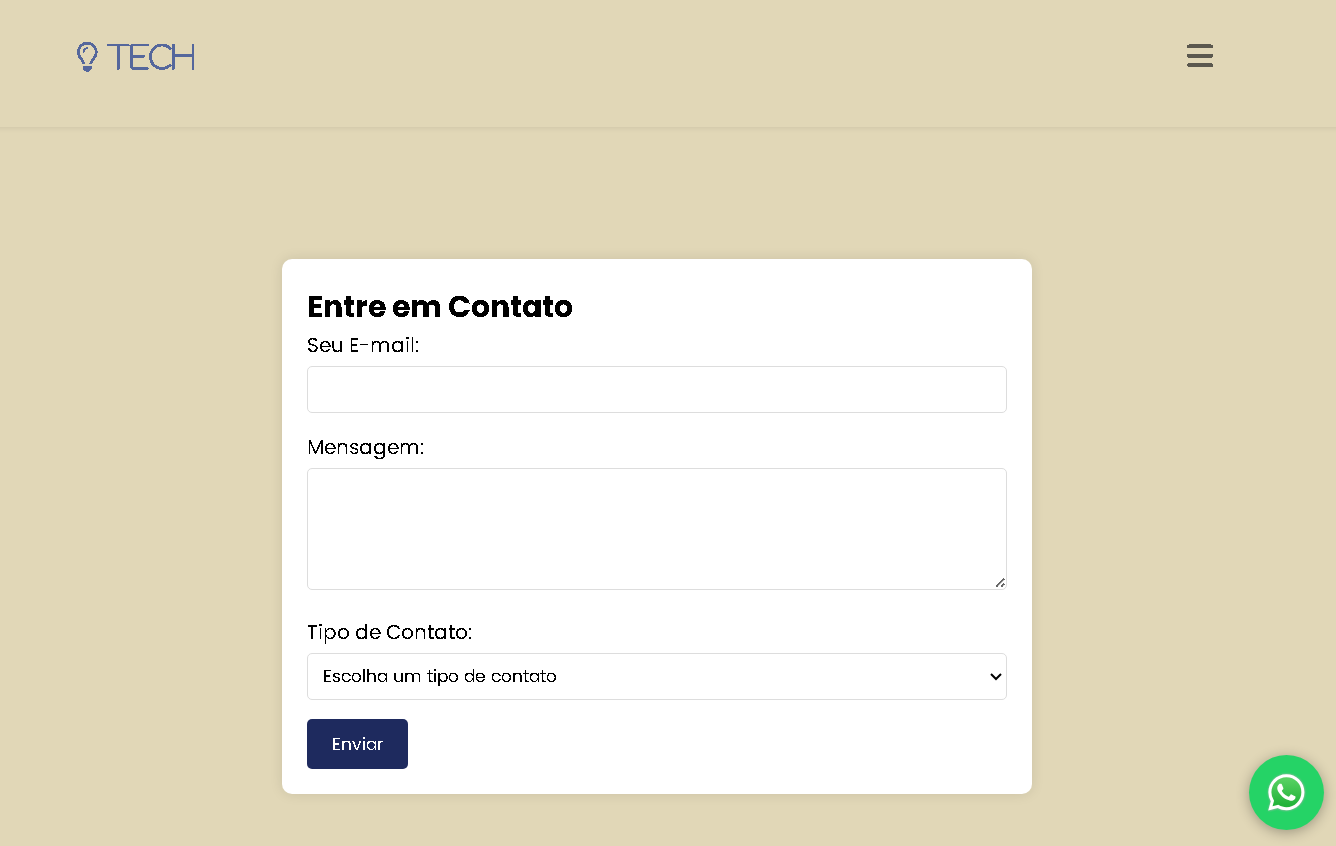 TECH
Entre em Contato
Seu E-mail:
Mensagem:
Tipo de Contato:
Escolha um tipo de contato
Enviar